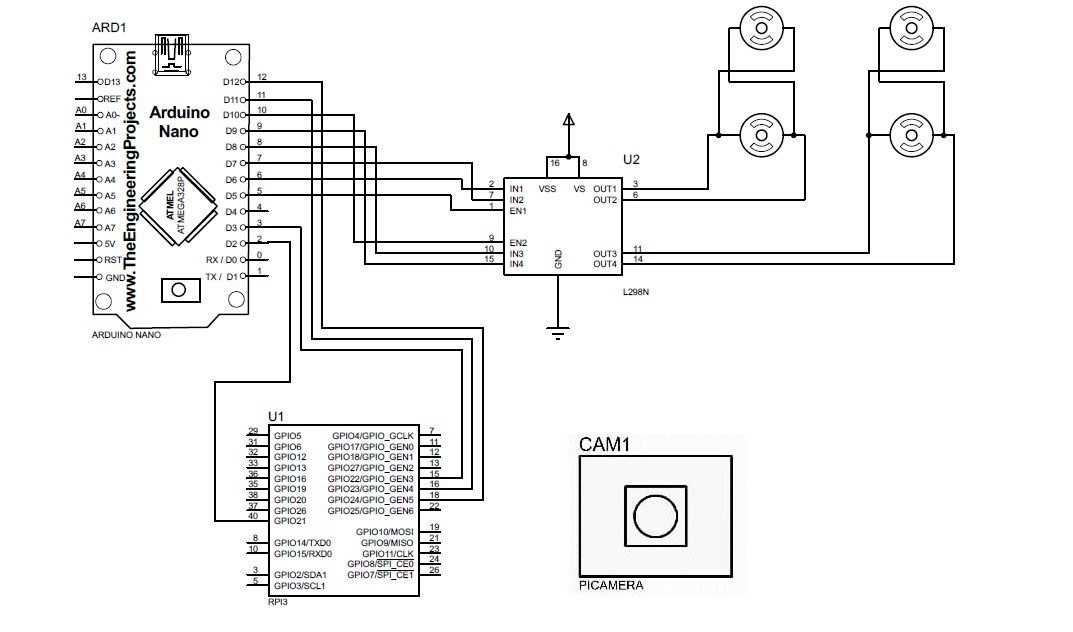 ARD1
www.TheEngineeringProjects.com
Arduino
Nano
ATMEL
ATMEGA328P
13 D13
REF
A0 A0~
A1 A1
A2 A2
A3 A3
A4 A4
A5 A5
A6 A6
A7 A7
5V
RST
GND
D12 12
D11 11
D10 10
D9 9
D8 8
D7 7
D6 6
D5 5
D4 4
D3 3
D2 2
RX / D0 0
TX / D1 1
ARDUINO NANO
U2
16 8
VSS VS
2 IN1 OUT1 3
7 IN2 OUT2 6
1 EN1
9 EN2
10 IN3 OUT3 11
15 IN4 OUT4 14
GND
L298N
U1
29 GPIO5 GPIO4/GPIO_GCLK 7
31 GPIO6 GPIO17/GPIO_GEN0 11
32 GPIO12 GPIO18/GPIO_GEN1 12
33 GPIO13 GPIO27/GPIO_GEN2 13
36 GPIO16 GPIO22/GPIO_GEN3 15
35 GPIO19 GPIO23/GPIO_GEN4 16
38 GPIO20 GPIO24/GPIO_GEN5 18
37 GPIO26 GPIO25/GPIO_GEN6 22
40 GPIO21
GPIO10/MOSI 19
8 GPIO14/TXD0 GPIO9/MISO 21
10 GPIO15/RXD0 GPIO11/CLK 23
GPIO8/SPI_CE0 24
3 GPIO2/SDA1 GPIO7/SPI_CE1 26
5 GPIO3/SCL1
RPI3
CAM1
PICAMERA